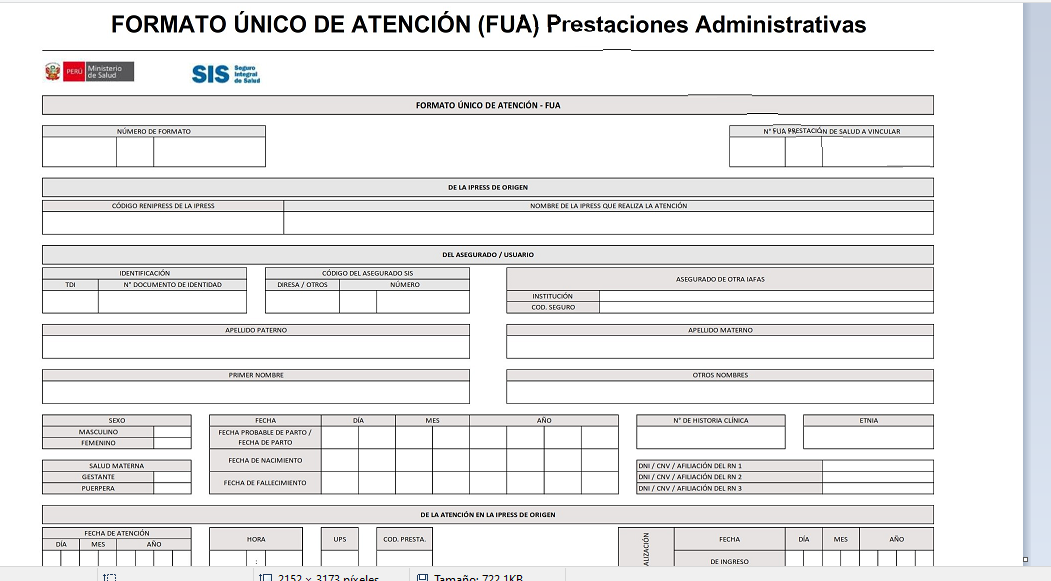 FORMATO ÚNICO DE ATENCIÓN (FUA) Prestaciones Administrativas
PERÚ Ministerio de Salud
SIS Seguro Integral de Salud
FORMATO ÚNICO DE ATENCIÓN - FUA
NÚMERO DE FORMATO
N° FUA PRESTACIÓN DE SALUD A VINCULAR
DE LA IPRESS DE ORIGEN
CÓDIGO RENIPRESS DE LA IPRESS
NOMBRE DE LA IPRESS QUE REALIZA LA ATENCIÓN
DEL ASEGURADO / USUARIO
IDENTIFICACIÓN
CÓDIGO DEL ASEGURADO SIS
ASEGURADO DE OTRA IAFAS
TDI
N° DOCUMENTO DE IDENTIDAD
DIRESA / OTROS
NÚMERO
INSTITUCIÓN
COD. SEGURO
APELLIDO PATERNO
APELLIDO MATERNO
PRIMER NOMBRE
OTROS NOMBRES
SEXO
MASCULINO
FEMENINO
FECHA
DÍA
MES
AÑO
FECHA PROBABLE DE PARTO /
FECHA DE PARTO
FECHA DE NACIMIENTO
FECHA DE FALLECIMIENTO
N° DE HISTORIA CLÍNICA
ETNIA
SALUD MATERNA
GESTANTE
PUERPERA
DNI / CNV / AFILIACIÓN DEL RN 1
DNI / CNV / AFILIACIÓN DEL RN 2
DNI / CNV / AFILIACIÓN DEL RN 3
DE LA ATENCIÓN EN LA IPRESS DE ORIGEN
FECHA DE ATENCIÓN
DÍA
MES
AÑO
HORA
:
UPS
COD. PRESTA.
ALIZACIÓN
FECHA
DÍA
MES
AÑO
DE INGRESO
2152 × 3173 píxeles
Tamaño: 722.1KB